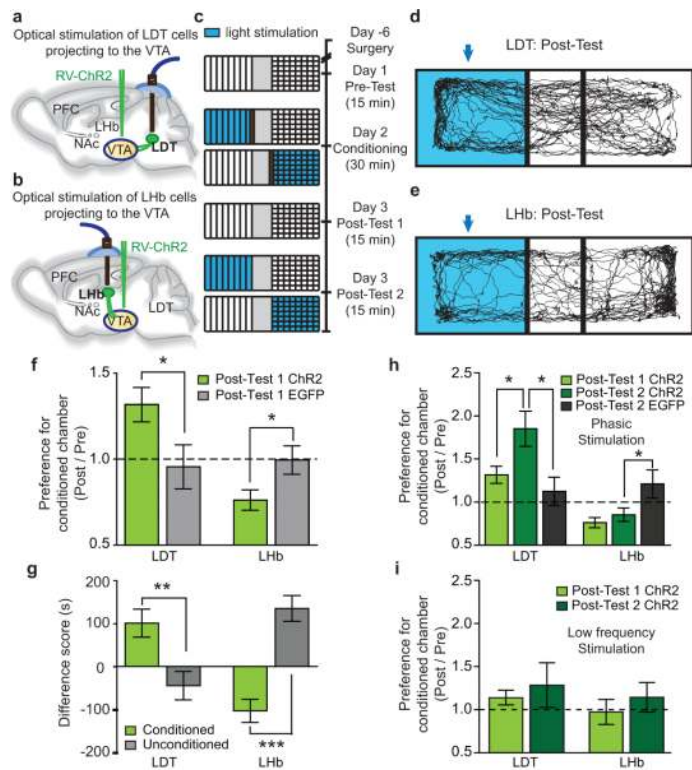 a
Optical stimulation of LDT cells
projecting to the VTA
RV-ChR2
PFC
LHb
NAc
VTA
LDT
b
Optical stimulation of LHb cells
projecting to the VTA
RV-ChR2
PFC
LHb
NAc
LDT
VTA
c
light stimulation
Day -6
Surgery
Day 1
Pre-Test
(15 min)
Day 2
Conditioning
(30 min)
Day 3
Post-Test 1
(15 min)
Day 3
Post-Test 2
(15 min)
d
LDT: Post-Test
e
LHb: Post-Test
f
Preference for
conditioned chamber
(Post / Pre)
1.5
1.0
0.5
*
*
Post-Test 1 ChR2
Post-Test 1 EGFP
LDT
LHb
g
Difference score (s)
200
100
0
-100
-200
**
***
Conditioned
Unconditioned
LDT
LHb
h
Preference for
conditioned chamber
(Post / Pre)
2.5
2.0
1.5
1.0
0.5
* *
*
Post-Test 1 ChR2
Post-Test 2 ChR2
Post-Test 2 EGFP
Phasic
Stimulation
LDT
LHb
i
Preference for
conditioned chamber
(Post / Pre)
2.5
2.0
1.5
1.0
0.5
Post-Test 1 ChR2
Post-Test 2 ChR2
Low frequency
Stimulation
LDT
LHb